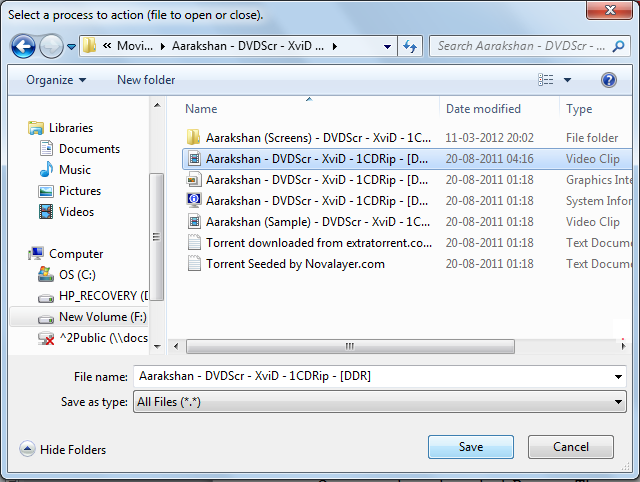 Select a process to action (file to open or close).
Movi... Aarakshan - DVDScr - XviD ... Search Aarakshan - DVDScr - ...
Organize New folder
Name Date modified Type
Libraries
Documents
Music
Pictures
Videos
Computer
OS (C:)
HP_RECOVERY (D
New Volume (F:)
^2Public (\\docs
Aarakshan (Screens) - DVDScr - XviD - 1C... 11-03-2012 20:02 File folder
Aarakshan - DVDScr - XviD - 1CDRip - [D... 20-08-2011 04:16 Video Clip
Aarakshan - DVDScr - XviD - 1CDRip - [D... 20-08-2011 01:18 Graphics Inte
Aarakshan - DVDScr - XviD - 1CDRip - [D... 20-08-2011 01:18 System Infor
Aarakshan (Sample) - DVDScr - XviD - 1C... 20-08-2011 01:18 Video Clip
Torrent downloaded from extratorrent.co... 20-08-2011 01:18 Text Docume
Torrent Seeded by Novalayer.com 20-08-2011 01:18 Text Docume
File name: Aarakshan - DVDScr - XviD - 1CDRip - [DDR]
Save as type: All Files (*.*)
Hide Folders Save Cancel